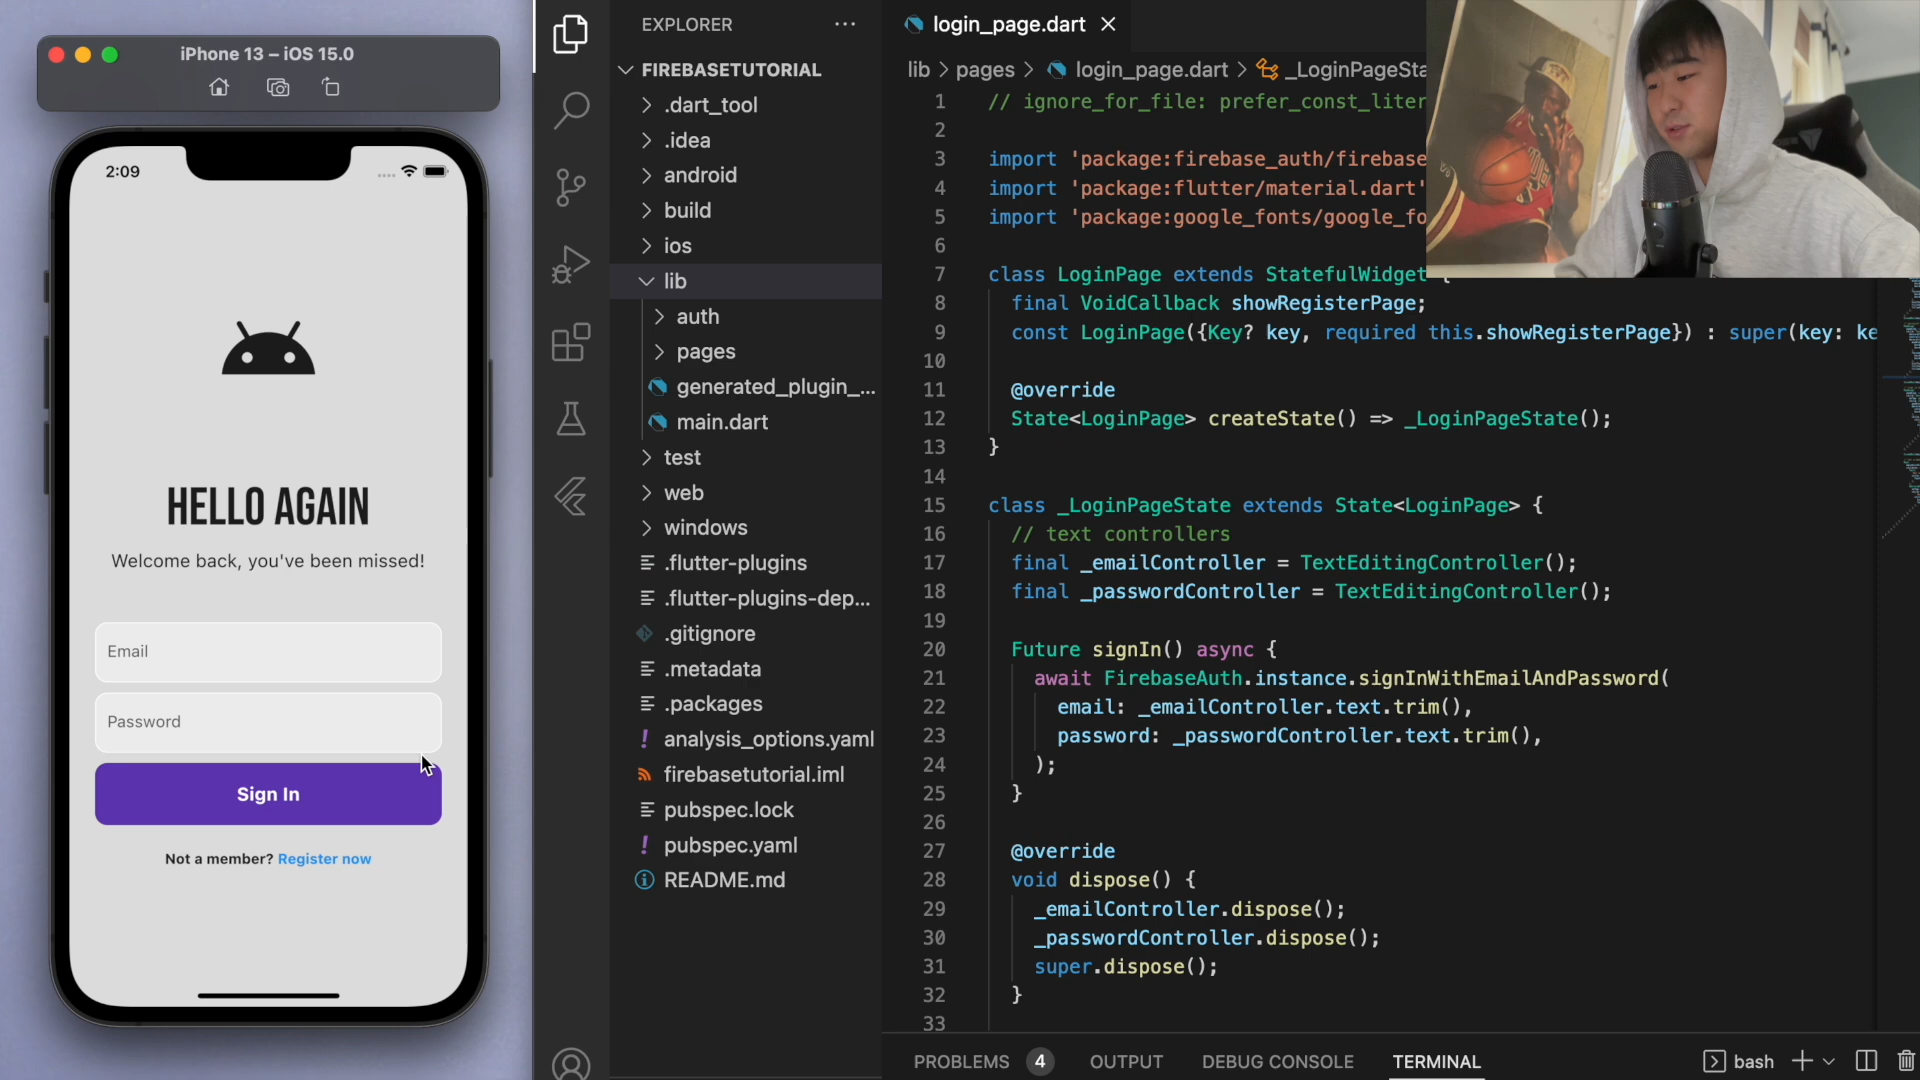 iPhone 13 – iOS 15.0
2:09
HELLO AGAIN
Welcome back, you've been missed!
Email
Password
Sign In
Not a member? Register now
EXPLORER
FIREBASETUTORIAL
.dart_tool
.idea
android
build
ios
lib
auth
pages
generated_plugin_...
main.dart
test
web
windows
.flutter-plugins
.flutter-plugins-dep...
.gitignore
.metadata
.packages
analysis_options.yaml
firebasetutorial.iml
pubspec.lock
pubspec.yaml
README.md
login_page.dart
lib > pages > login_page.dart > _LoginPageSta
1 // ignore_for_file: prefer_const_liter
2
3 import 'package:firebase_auth/firebase
4 import 'package:flutter/material.dart'
5 import 'package:google_fonts/google_fo
6
7 class LoginPage extends StatefulWidget {
8 final VoidCallback showRegisterPage;
9 const LoginPage({Key? key, required this.showRegisterPage}) : super(key: ke
10
11 @override
12 State<LoginPage> createState() => _LoginPageState();
13 }
14
15 class _LoginPageState extends State<LoginPage> {
16 // text controllers
17 final _emailController = TextEditingController();
18 final _passwordController = TextEditingController();
19
20 Future signIn() async {
21 await FirebaseAuth.instance.signInWithEmailAndPassword(
22 email: _emailController.text.trim(),
23 password: _passwordController.text.trim(),
24 );
25 }
26
27 @override
28 void dispose() {
29 _emailController.dispose();
30 _passwordController.dispose();
31 super.dispose();
32 }
33
PROBLEMS 4 OUTPUT DEBUG CONSOLE TERMINAL bash